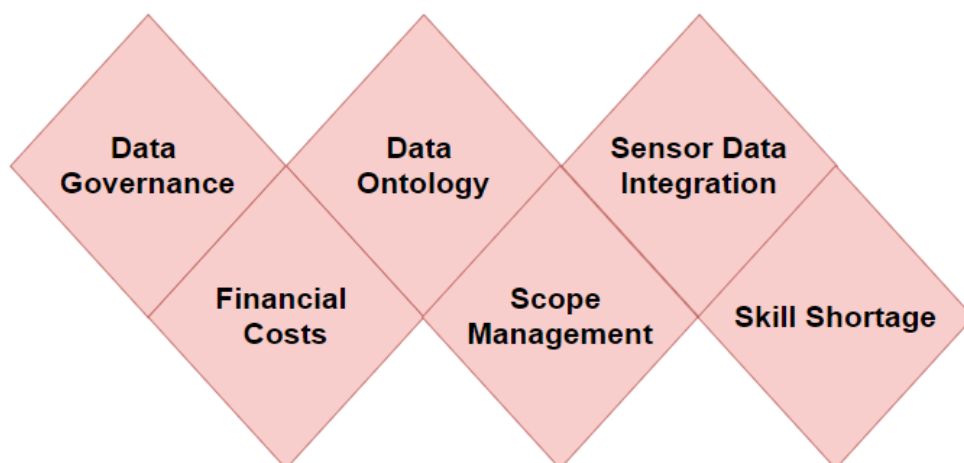 Data
Governance
Data
Ontology
Sensor Data
Integration
Financial
Costs
Scope
Management
Skill Shortage